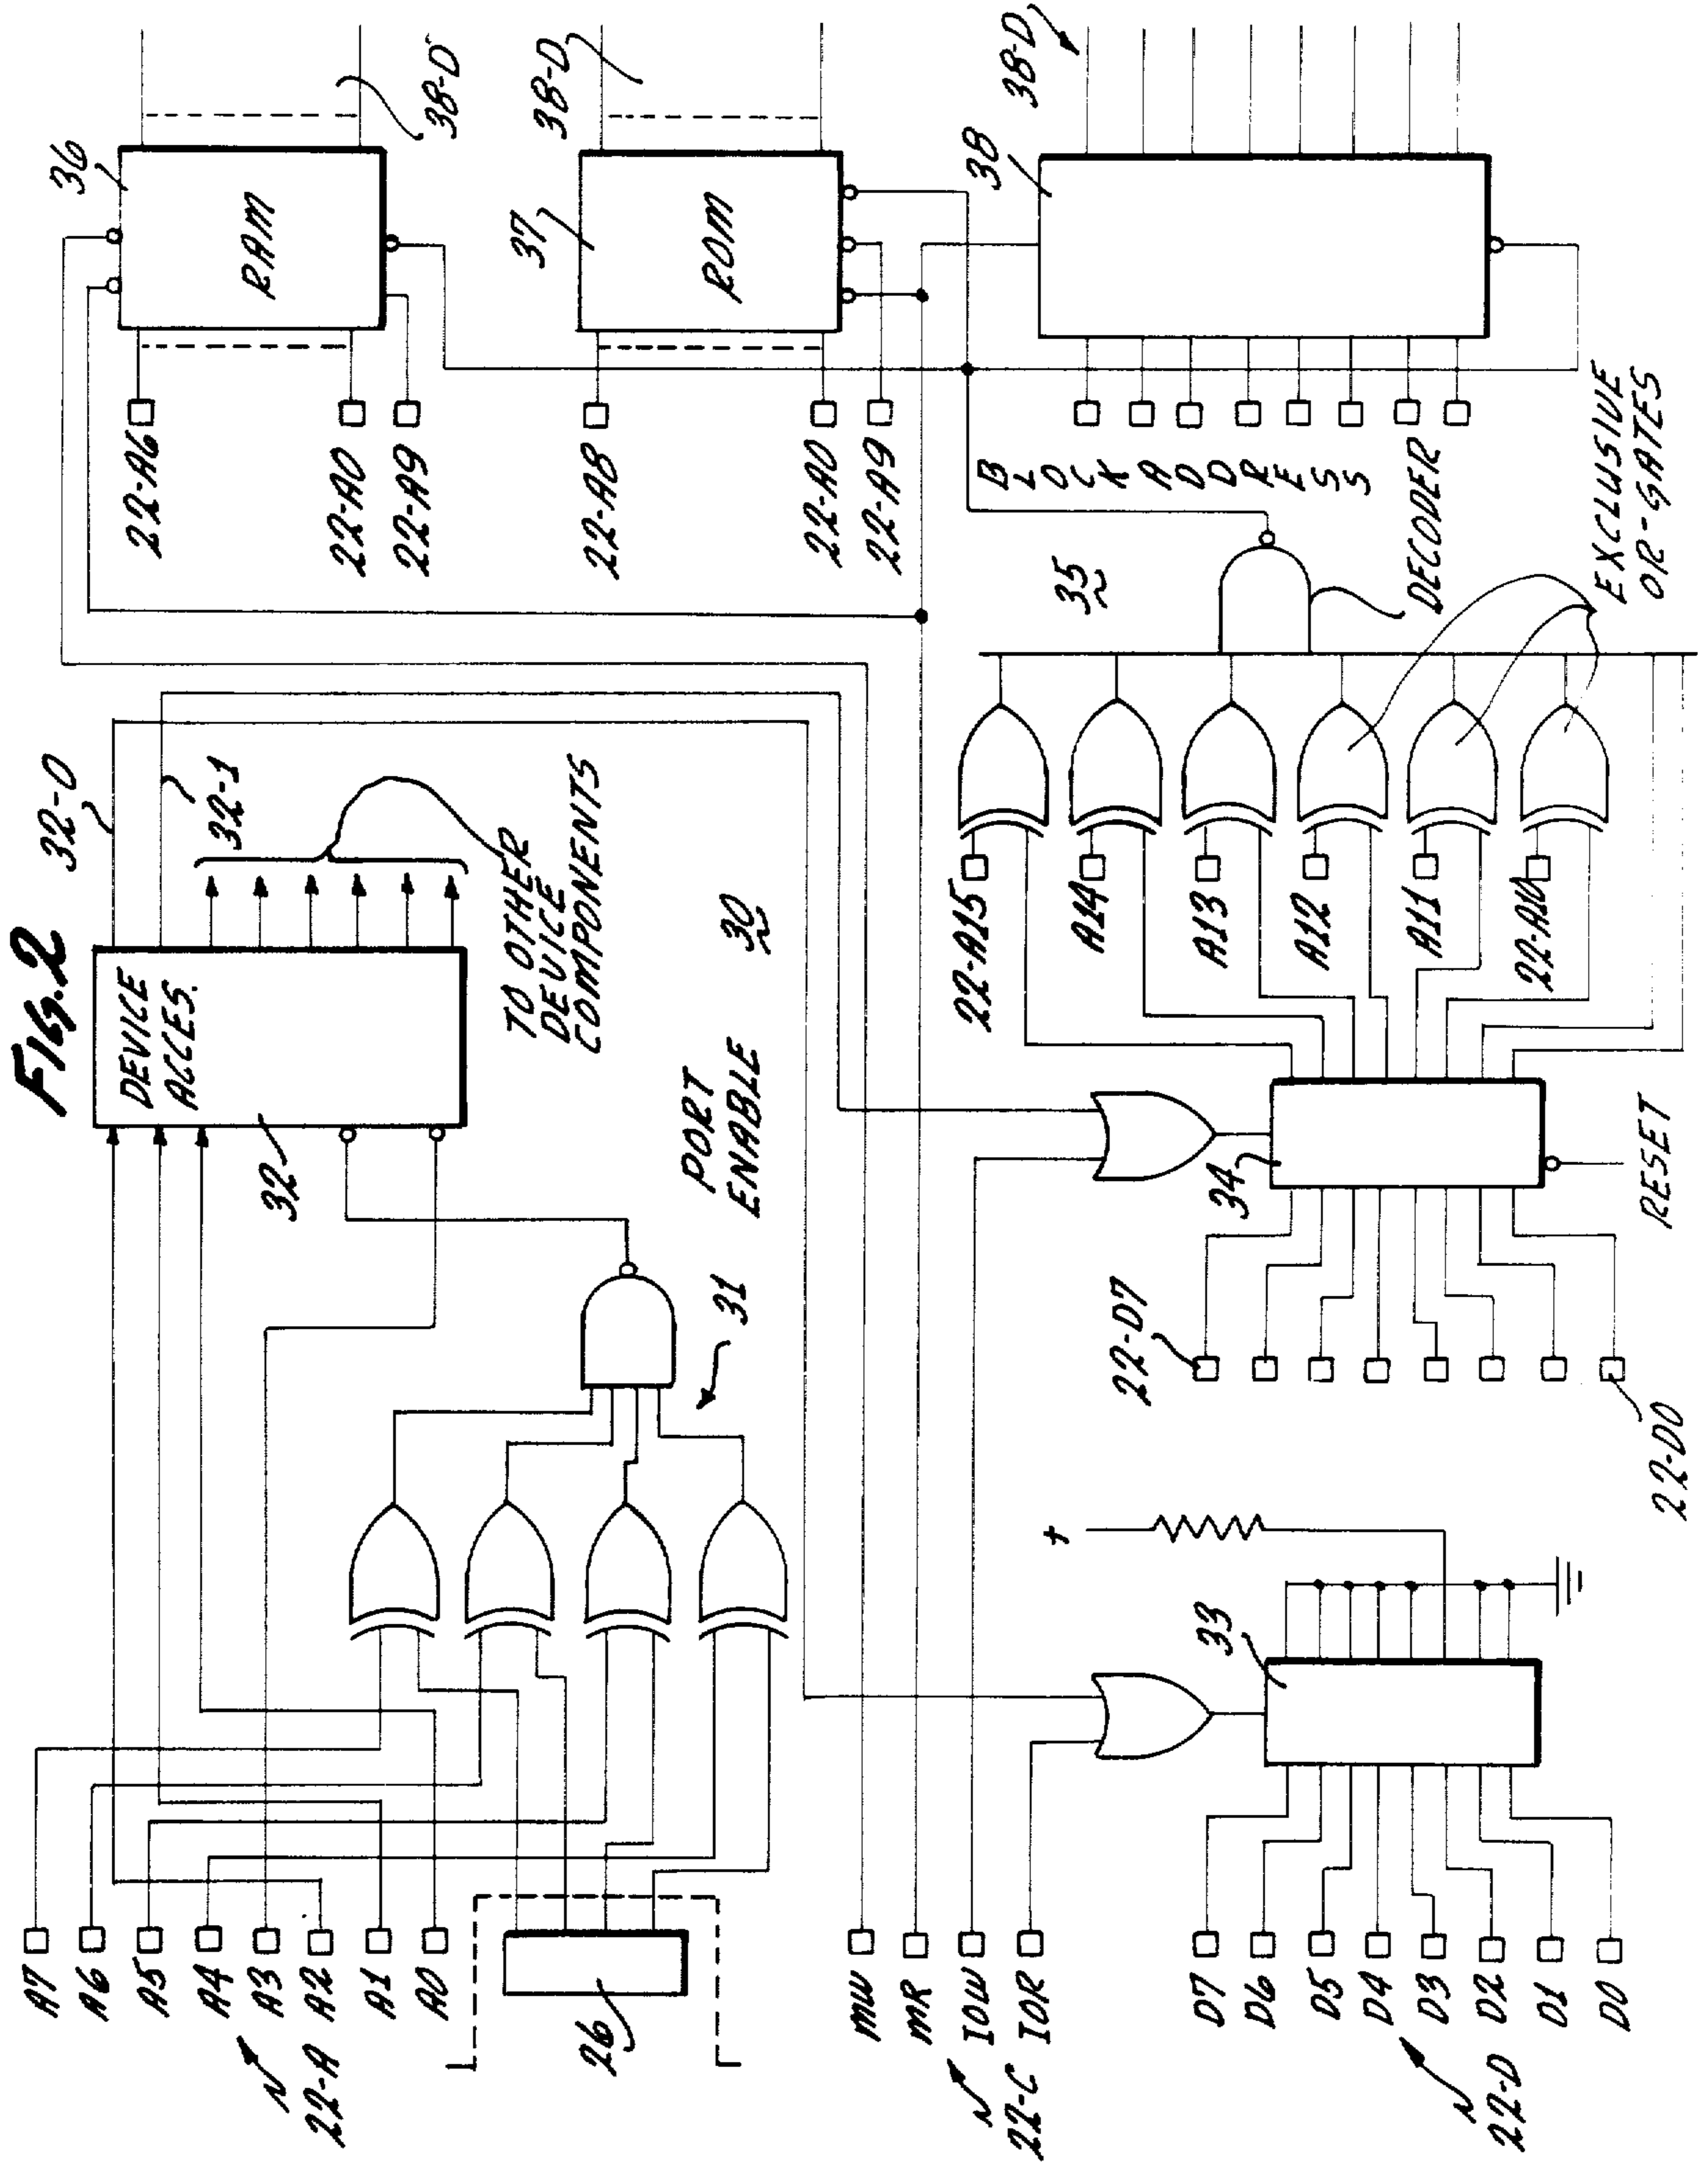 FIG. 2
A7
A6
A5
A4
A3
A2
A1
A0
22-A
26
DEVICE
ACCES.
32
32-0
32-1
TO OTHER
DEVICE
COMPONENTS
PORT
ENABLE
31
30
MW
MR
IOW
IOR
22-C
D7
D6
D5
D4
D3
D2
D1
D0
22-D
+
33
22-D7
22-D0
34
RESET
22-A15
A14
A13
A12
A11
22-A10
35
DECODER
EXCLUSIVE
OR-GATES
BLOCK ADDRESS
36
RAM
22-A6
22-A0
22-A9
38-D
37
ROM
22-A8
22-A0
22-A9
38-D
38
38-D